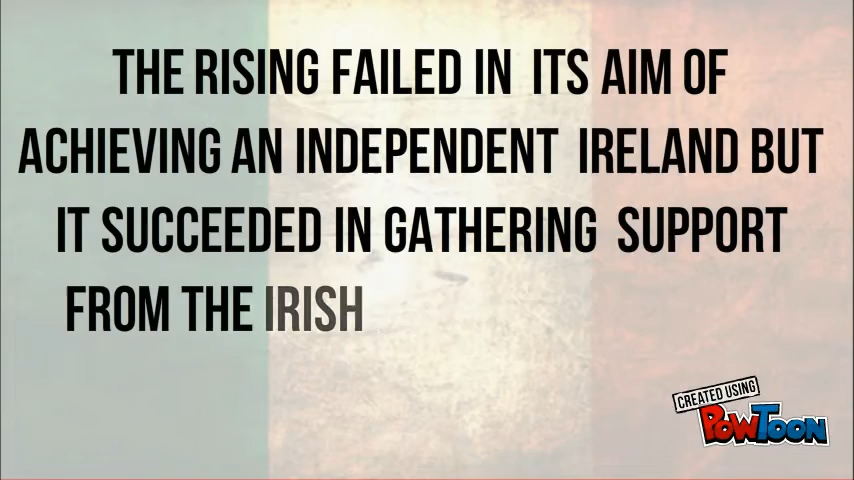 THE RISING FAILED IN ITS AIM OF
ACHIEVING AN INDEPENDENT IRELAND BUT
IT SUCCEEDED IN GATHERING SUPPORT
FROM THE IRISH
CREATED USING
POWTOON